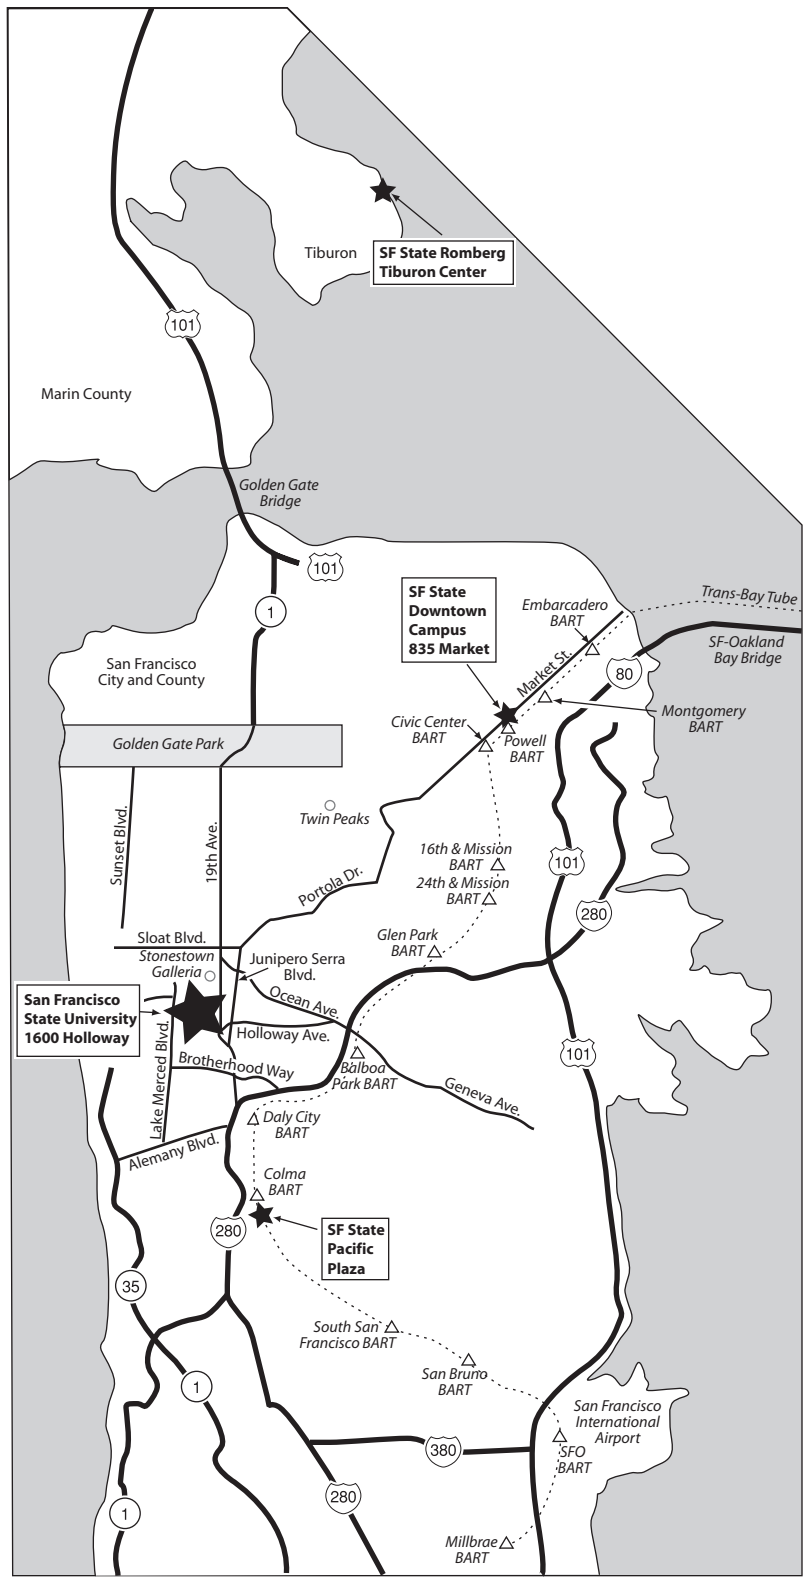 Tiburon
SF State Romberg
Tiburon Center
101
Marin County
Golden Gate
Bridge
101
1
SF State
Downtown
Campus
835 Market
Embarcadero
BART
Trans-Bay Tube
SF-Oakland
Bay Bridge
80
San Francisco
City and County
Market St.
Montgomery
BART
Civic Center
BART
Powell
BART
Golden Gate Park
Twin Peaks
Sunset Blvd.
19th Ave.
16th & Mission
BART
101
24th & Mission
BART
Portola Dr.
280
Glen Park
BART
Sloat Blvd.
Stonestown
Galleria
Junipero Serra
Blvd.
San Francisco
State University
1600 Holloway
Ocean Ave.
Holloway Ave.
101
Lake Merced Blvd.
Brotherhood Way
Balboa
Park BART
Geneva Ave.
Daly City
BART
Alemany Blvd.
Colma
BART
280
SF State
Pacific
Plaza
35
South San
Francisco BART
San Bruno
BART
1
San Francisco
International
Airport
380
SFO
BART
280
1
Millbrae
BART